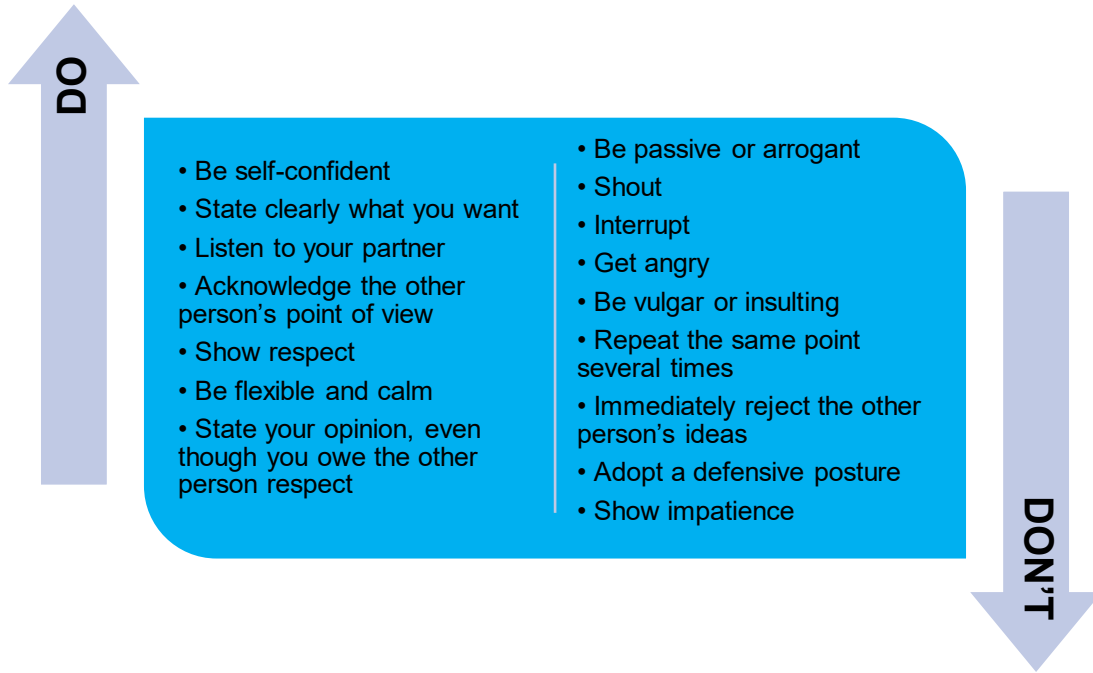 DO
• Be self-confident
• State clearly what you want
• Listen to your partner
• Acknowledge the other
person's point of view
• Show respect
• Be flexible and calm
• State your opinion, even
though you owe the other
person respect
• Be passive or arrogant
• Shout
• Interrupt
• Get angry
• Be vulgar or insulting
• Repeat the same point
several times
• Immediately reject the other
person's ideas
• Adopt a defensive posture
• Show impatience
DON'T